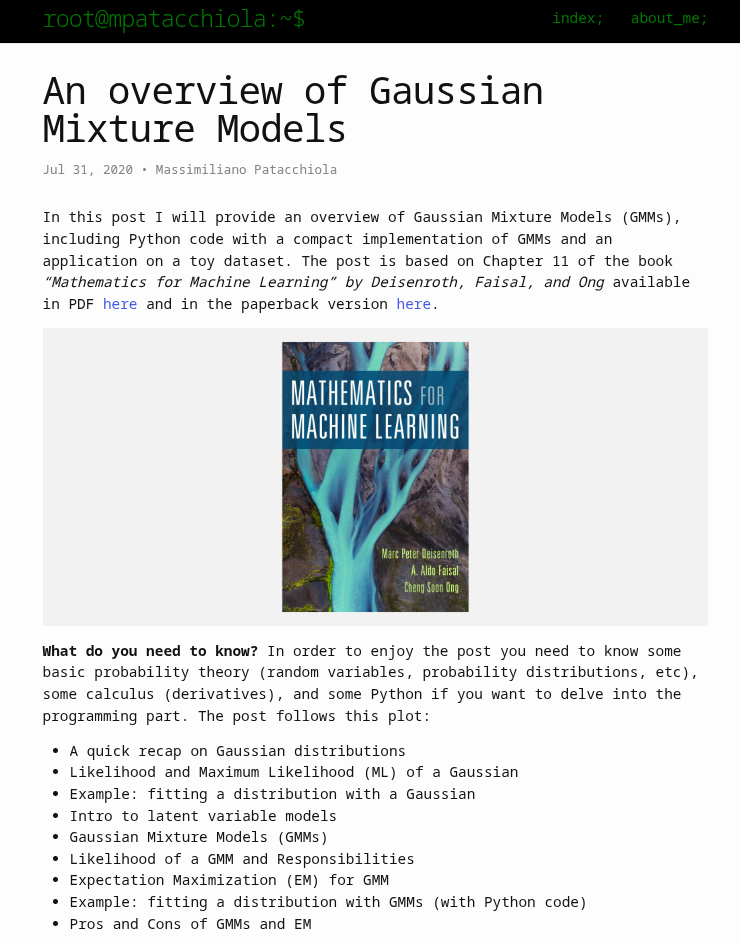 root@mpatacchiola:~$ index; about_me;
An overview of Gaussian
Mixture Models
Jul 31, 2020 • Massimiliano Patacchiola
In this post I will provide an overview of Gaussian Mixture Models (GMMs),
including Python code with a compact implementation of GMMs and an
application on a toy dataset. The post is based on Chapter 11 of the book
“Mathematics for Machine Learning” by Deisenroth, Faisal, and Ong available
in PDF here and in the paperback version here.
MATHEMATICS FOR
MACHINE LEARNING
Marc Peter Deisenroth
A. Aldo Faisal
Cheng Soon Ong
What do you need to know? In order to enjoy the post you need to know some
basic probability theory (random variables, probability distributions, etc),
some calculus (derivatives), and some Python if you want to delve into the
programming part. The post follows this plot:
• A quick recap on Gaussian distributions
• Likelihood and Maximum Likelihood (ML) of a Gaussian
• Example: fitting a distribution with a Gaussian
• Intro to latent variable models
• Gaussian Mixture Models (GMMs)
• Likelihood of a GMM and Responsibilities
• Expectation Maximization (EM) for GMM
• Example: fitting a distribution with GMMs (with Python code)
• Pros and Cons of GMMs and EM